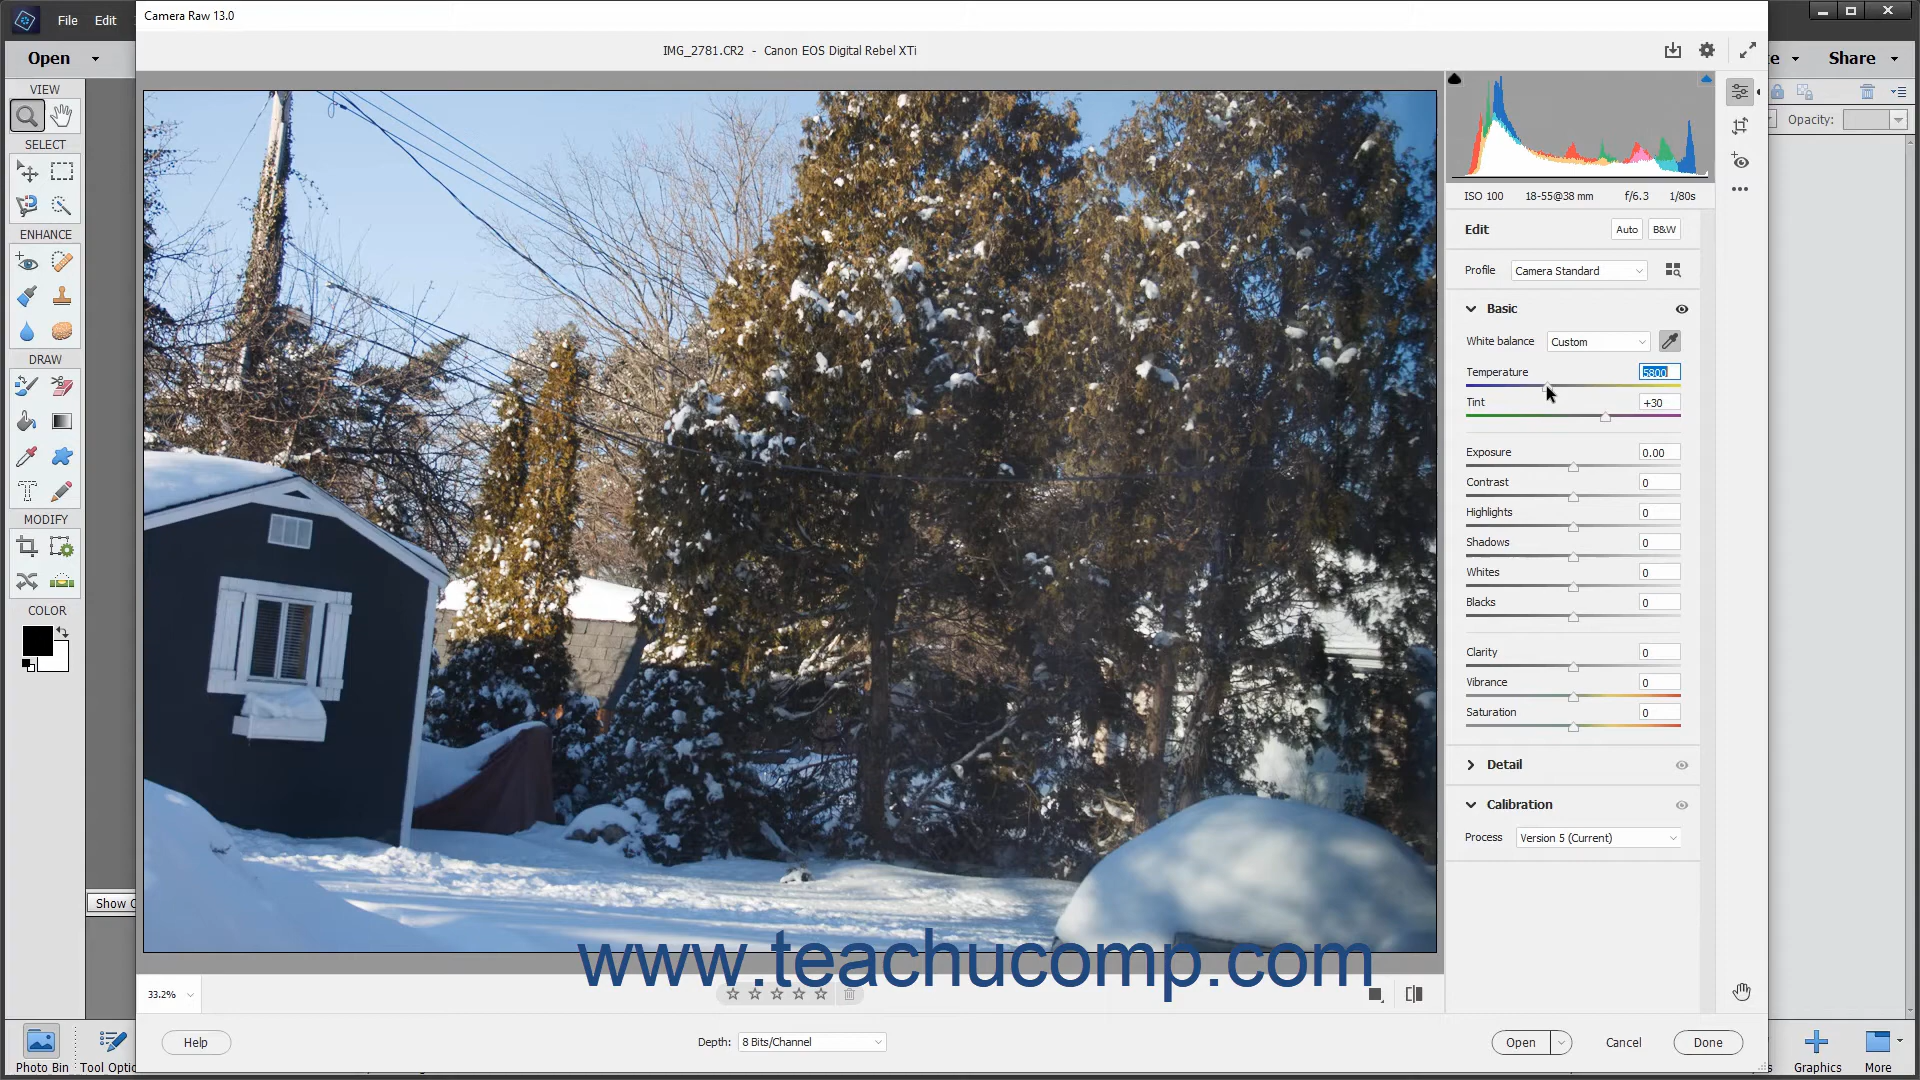 Camera Raw 13.0
File Edit
IMG_2781.CR2 - Canon EOS Digital Rebel XTi
Open
Share
VIEW
Opacity:
SELECT
ISO 100 18-55@38 mm f/6.3 1/80s
Edit Auto B&W
ENHANCE
Profile Camera Standard
Basic
White balance Custom
DRAW
Temperature 5800
Tint +30
Exposure 0.00
Contrast 0
Highlights 0
MODIFY
Shadows 0
Whites 0
Blacks 0
COLOR
Clarity 0
Vibrance 0
Saturation 0
Detail
Calibration
Process Version 5 (Current)
Show
www.teachucomp.com
33.2%
Help
Depth: 8 Bits/Channel
Open Cancel Done
Photo Bin Tool
Graphics More